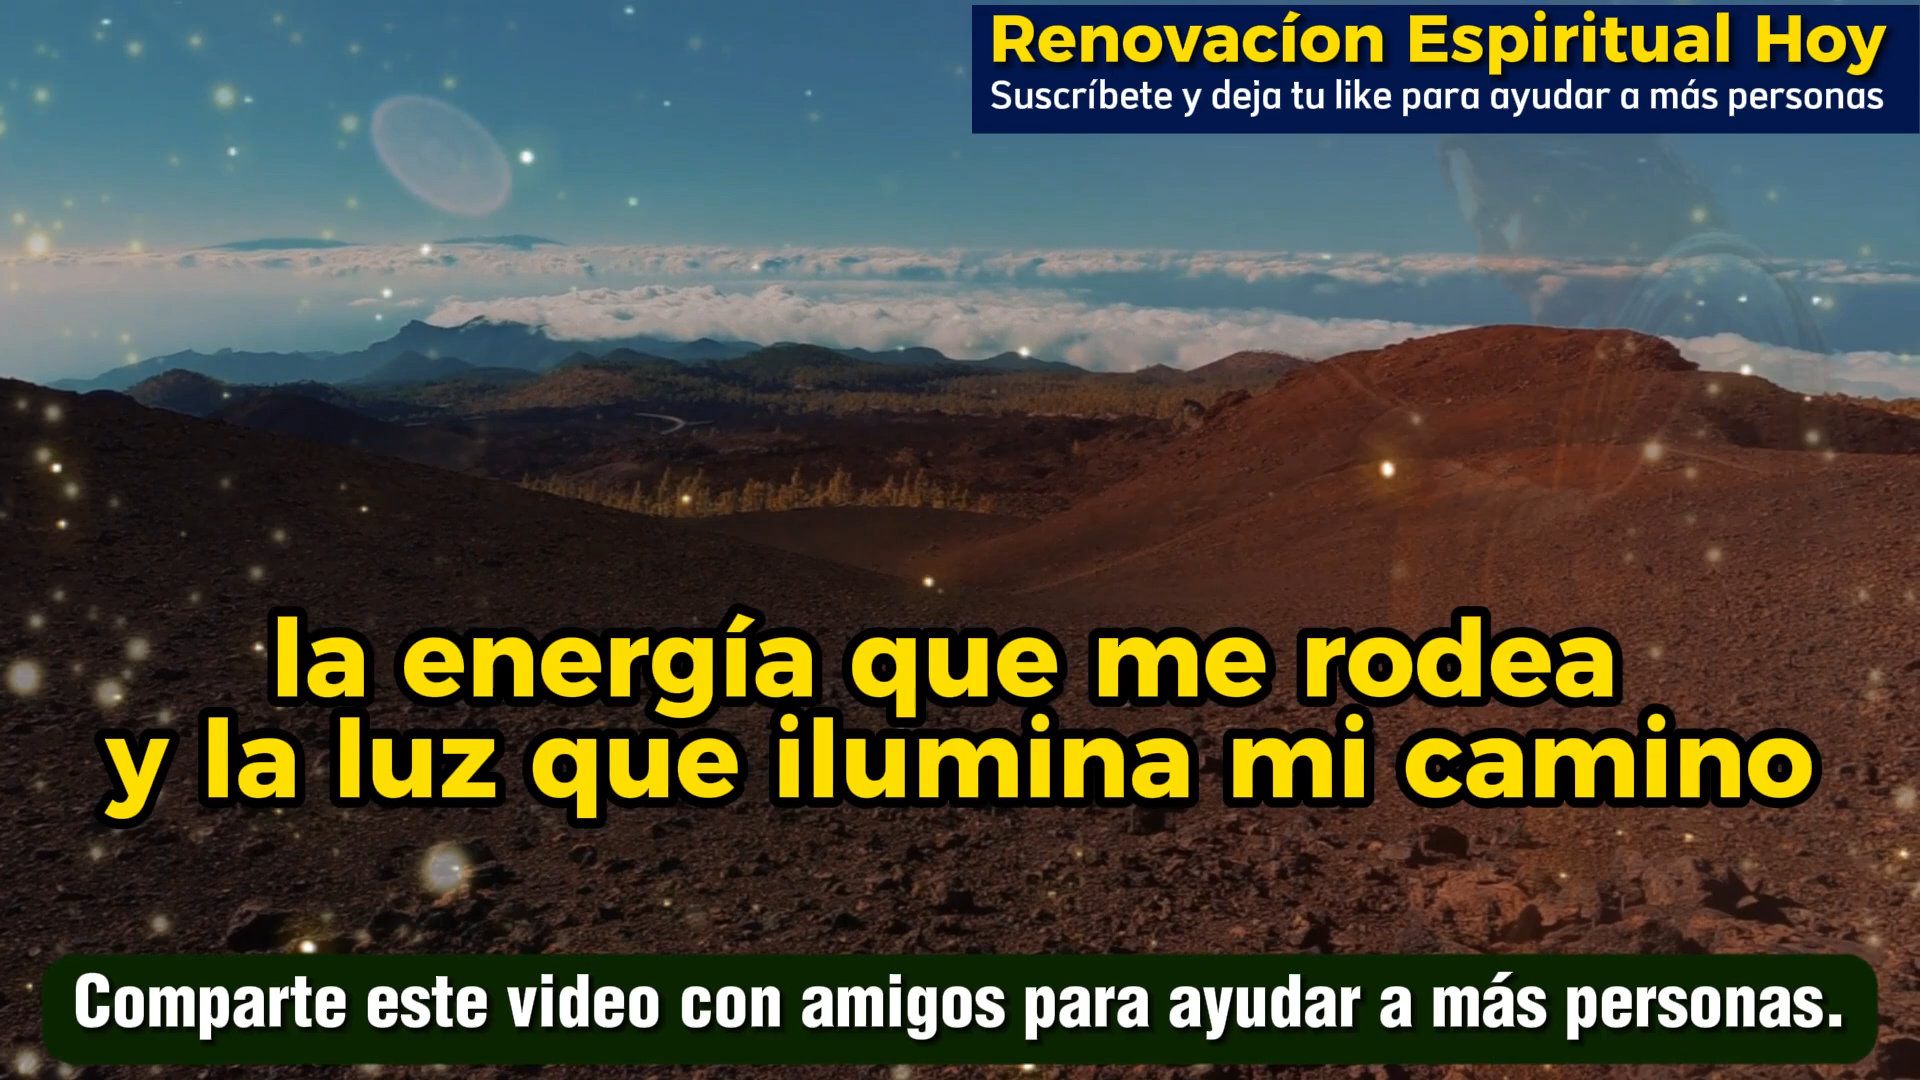 Renovacíon Espiritual Hoy
Suscríbete y deja tu like para ayudar a más personas
la energía que me rodea
y la luz que ilumina mi camino
Comparte este video con amigos para ayudar a más personas.